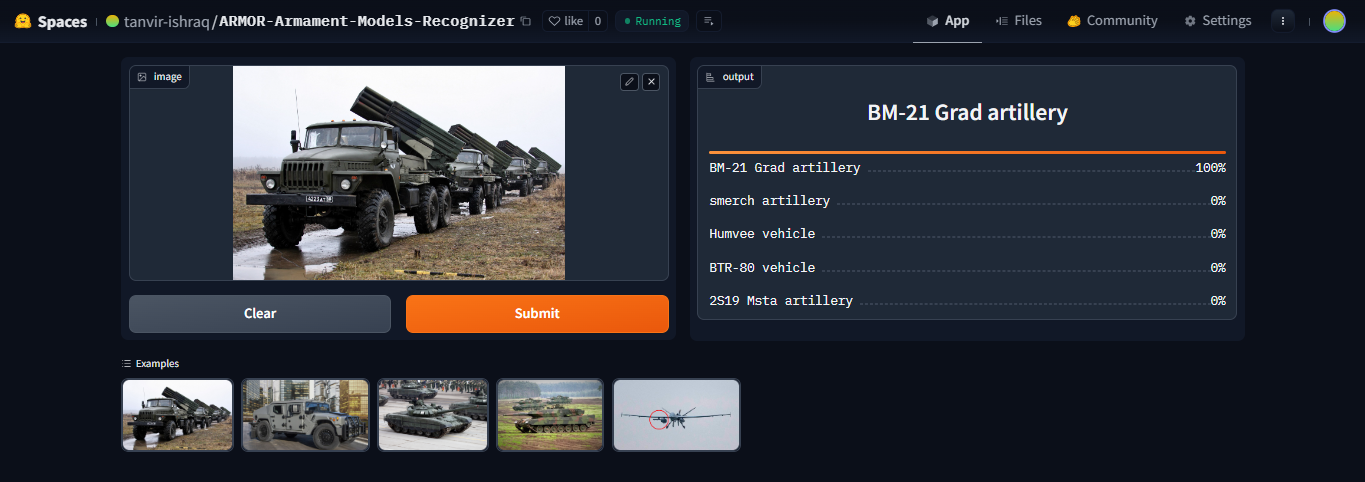 Spaces tanvir-ishraq/ARMOR-Armament-Models-Recognizer like 0 Running App Files Community Settings
image
output
BM-21 Grad artillery
BM-21 Grad artillery 100%
smerch artillery 0%
Humvee vehicle 0%
BTR-80 vehicle 0%
2S19 Msta artillery 0%
Clear Submit
Examples